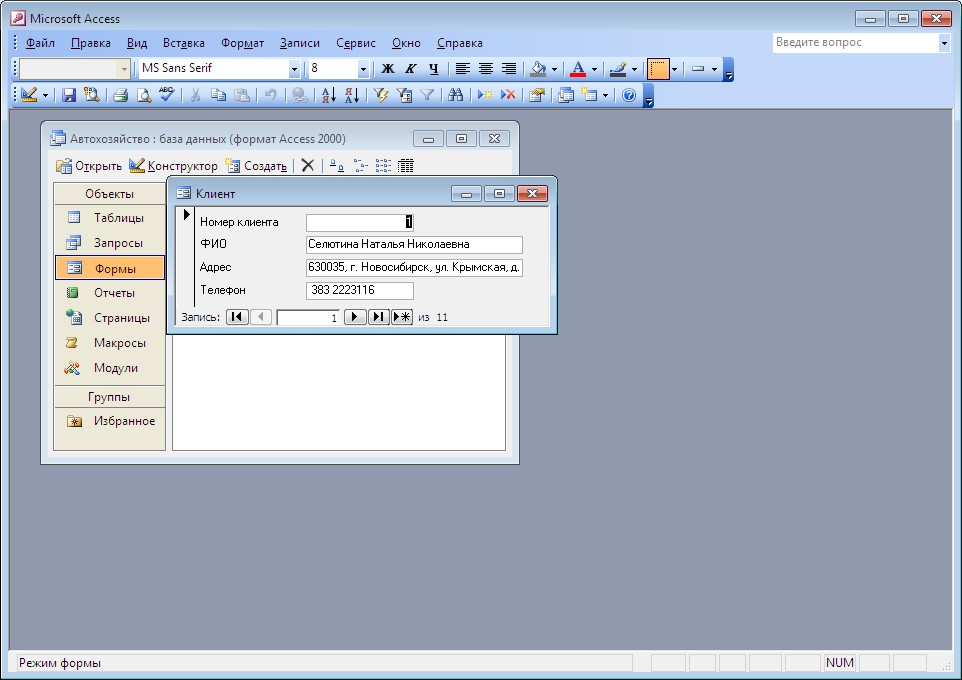 Microsoft Access
Файл Правка Вид Вставка Формат Записи Сервис Окно Справка
Введите вопрос
MS Sans Serif 8 Ж К Ч А
ABC
Автохозяйство : база данных (формат Access 2000)
Открыть Конструктор Создать
Объекты
Таблицы
Запросы
Формы
Отчеты
Страницы
Макросы
Модули
Группы
Избранное
Клиент
Номер клиента 1
ФИО Селютина Наталья Николаевна
Адрес 630035, г. Новосибирск, ул. Крымская, д.
Телефон 383 2223116
Запись: 1 из 11
Режим формы NUM